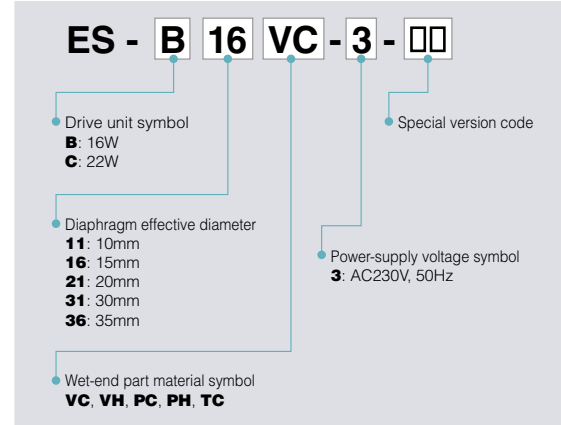 ES - B 16 VC - 3 - □□
Drive unit symbol
B: 16W
C: 22W
Special version code
Diaphragm effective diameter
11: 10mm
16: 15mm
21: 20mm
31: 30mm
36: 35mm
Power-supply voltage symbol
3: AC230V, 50Hz
Wet-end part material symbol
VC, VH, PC, PH, TC